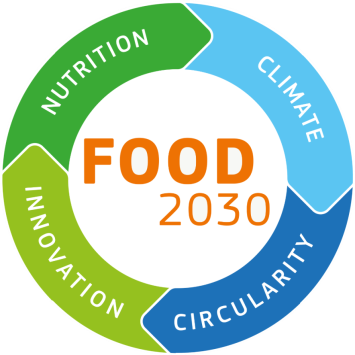 NUTRITION
CLIMATE
FOOD
2030
INNOVATION
CIRCULARITY